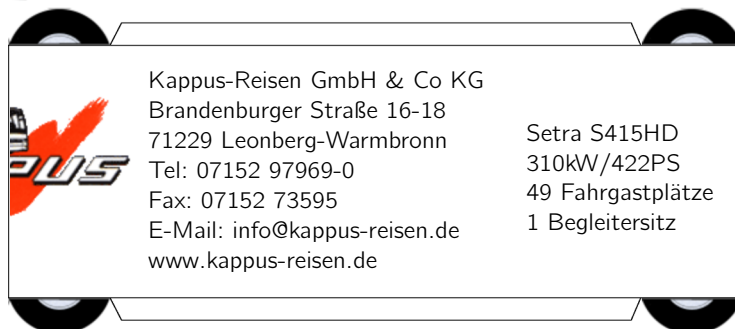 PUS
Kappus-Reisen GmbH & Co KG
Brandenburger Straße 16-18
71229 Leonberg-Warmbronn
Tel: 07152 97969-0
Fax: 07152 73595
E-Mail: info@kappus-reisen.de
www.kappus-reisen.de
Setra S415HD
310kW/422PS
49 Fahrgastplätze
1 Begleitersitz